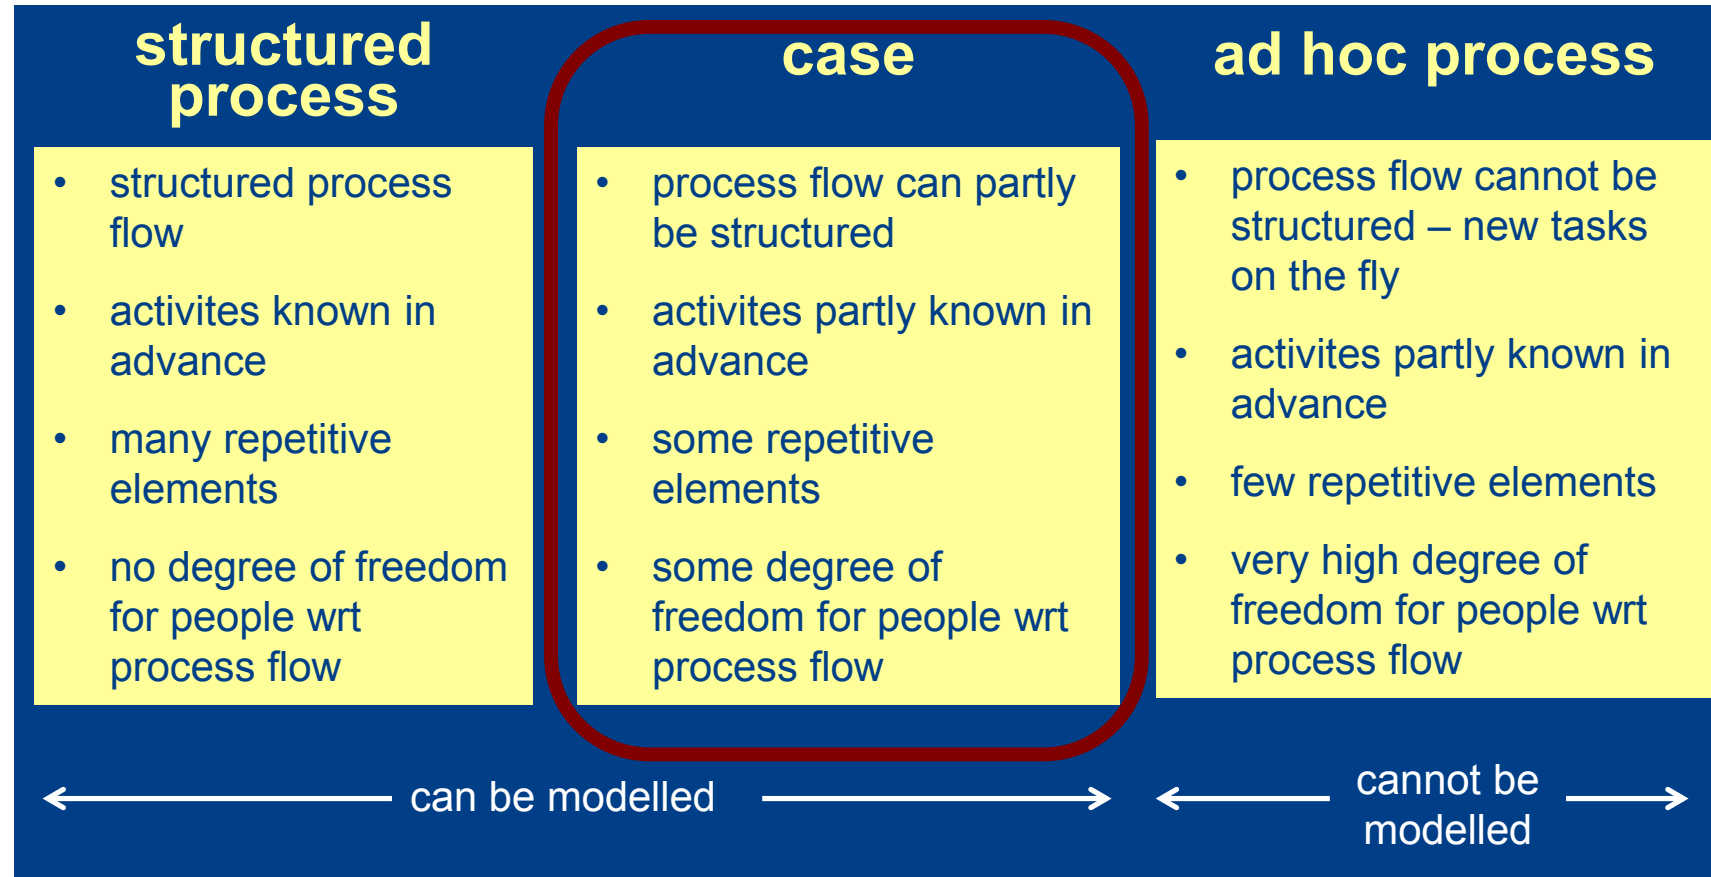 structured
process
• structured process
flow
• activites known in
advance
• many repetitive
elements
• no degree of freedom
for people wrt
process flow
case
• process flow can partly
be structured
• activites partly known in
advance
• some repetitive
elements
• some degree of
freedom for people wrt
process flow
ad hoc process
• process flow cannot be
structured – new tasks
on the fly
• activites partly known in
advance
• few repetitive elements
• very high degree of
freedom for people wrt
process flow
can be modelled
cannot be
modelled